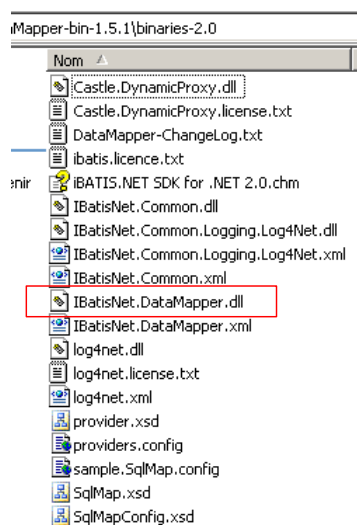 Mapper-bin-1.5.1\binaries-2.0
Nom
Castle.DynamicProxy.dll
Castle.DynamicProxy.license.txt
DataMapper-ChangeLog.txt
ibatis.licence.txt
enir
iBATIS.NET SDK for .NET 2.0.chm
IBatisNet.Common.dll
IBatisNet.Common.Logging.Log4Net.dll
IBatisNet.Common.Logging.Log4Net.xml
IBatisNet.Common.xml
IBatisNet.DataMapper.dll
IBatisNet.DataMapper.xml
log4net.dll
log4net.license.txt
log4net.xml
provider.xsd
providers.config
sample.SqlMap.config
SqlMap.xsd
SqlMapConfig.xsd